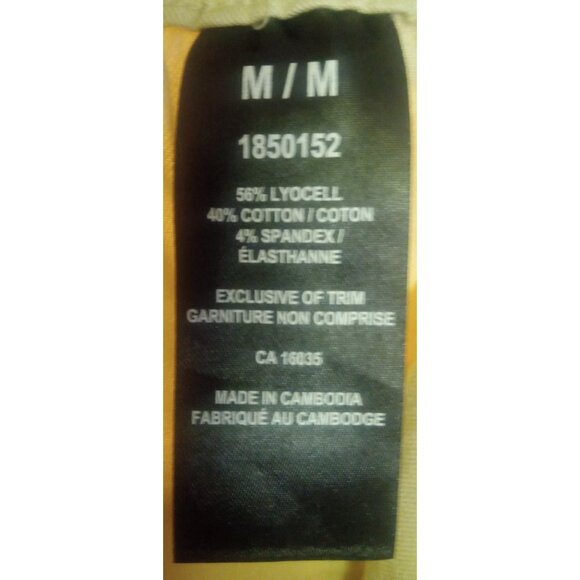 M / M
1850152
56% LYOCELL
40% COTTON / COTON
4% SPANDEX /
ÉLASTHANNE
EXCLUSIVE OF TRIM
GARNITURE NON COMPRISE
CA 16035
MADE IN CAMBODIA
FABRIQUÉ AU CAMBODGE